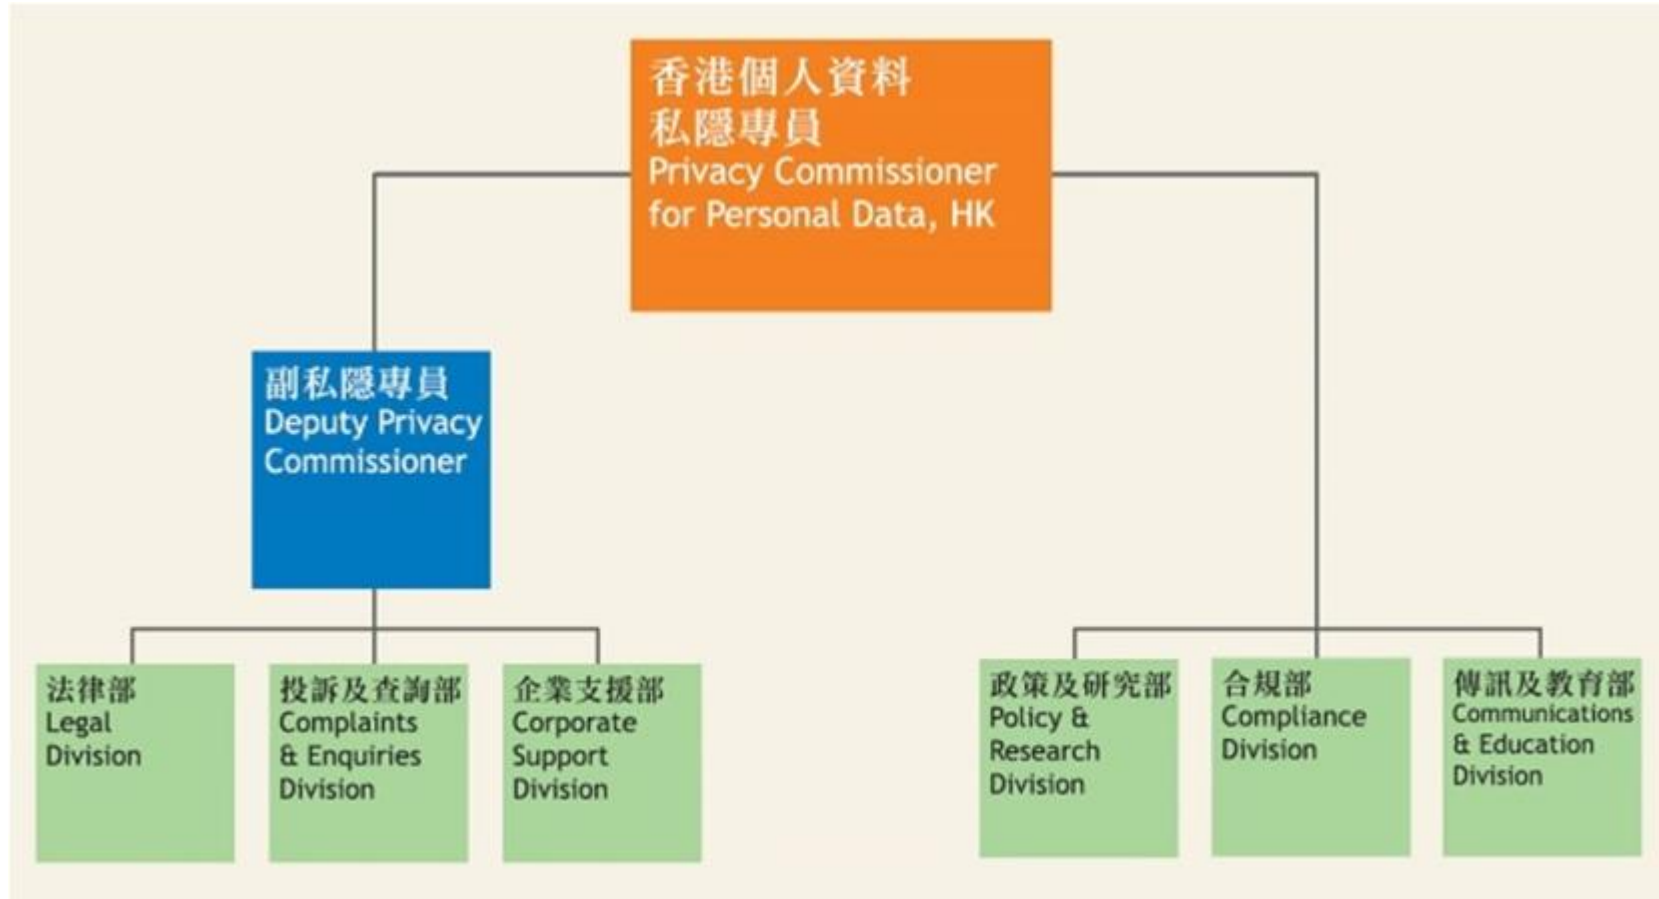 香港個人資料
私隱專員
Privacy Commissioner
for Personal Data, HK
副私隱專員
Deputy Privacy
Commissioner
法律部
Legal
Division
投訴及查詢部
Complaints
& Enquiries
Division
企業支援部
Corporate
Support
Division
政策及研究部
Policy &
Research
Division
合規部
Compliance
Division
傳訊及教育部
Communications
& Education
Division